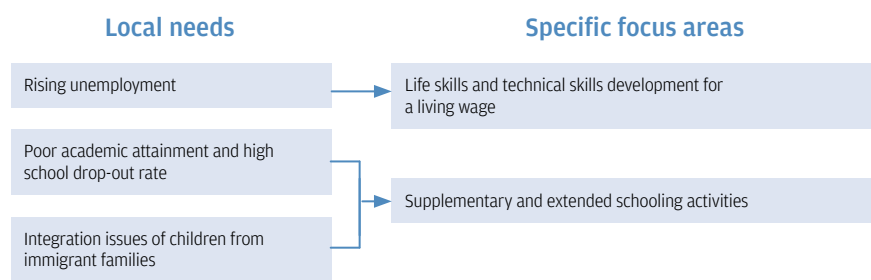 Local needs
Specific focus areas
Rising unemployment
Life skills and technical skills development for
a living wage
Poor academic attainment and high
school drop-out rate
Supplementary and extended schooling activities
Integration issues of children from
immigrant families